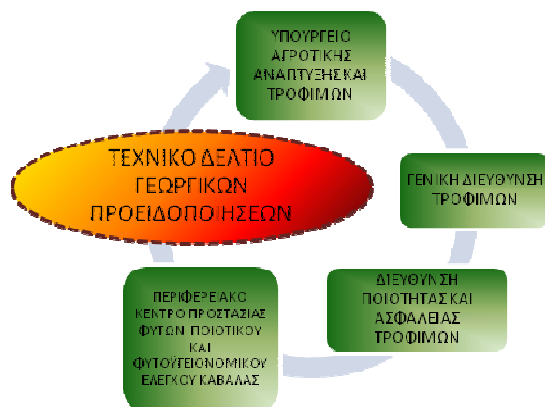 ΥΠΟΥΡΓΕΙΟ
ΑΓΡΟΤΙΚΗΣ
ΑΝΑΠΤΥΞΗΣ ΚΑΙ
ΤΡΟΦΙΜΩΝ
ΓΕΝΙΚΗ ΔΙΕΥΘΥΝΣΗ
ΤΡΟΦΙΜΩΝ
ΔΙΕΥΘΥΝΣΗ
ΠΟΙΟΤΗΤΑΣ ΚΑΙ
ΑΣΦΑΛΕΙΑΣ
ΤΡΟΦΙΜΩΝ
ΠΕΡΙΦΕΡΕΙΑΚΟ
ΚΕΝΤΡΟ ΠΡΟΣΤΑΣΙΑΣ
ΦΥΤΩΝ ΠΟΙΟΤΙΚΟΥ
ΚΑΙ
ΦΥΤΟΫΓΕΙΟΝΟΜΙΚΟΥ
ΕΛΕΓΧΟΥ ΚΑΒΑΛΑΣ
ΤΕΧΝΙΚΟ ΔΕΛΤΙΟ
ΓΕΩΡΓΙΚΩΝ
ΠΡΟΕΙΔΟΠΟΙΗΣΕΩΝ